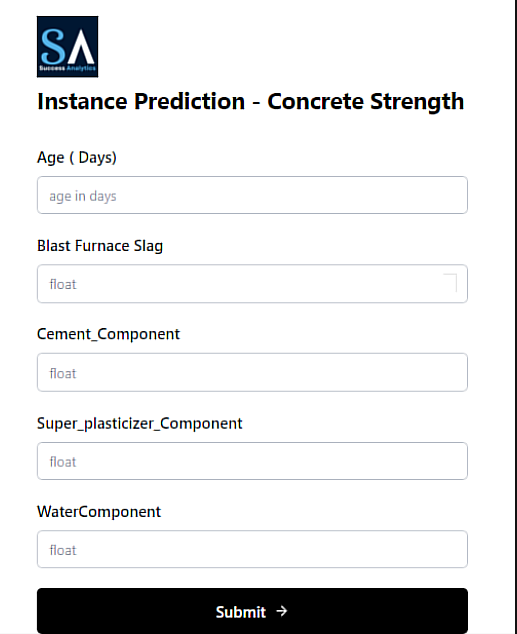 SA
Success Analytics
Instance Prediction - Concrete Strength
Age ( Days)
age in days
Blast Furnace Slag
float
Cement_Component
float
Super_plasticizer_Component
float
WaterComponent
float
Submit →